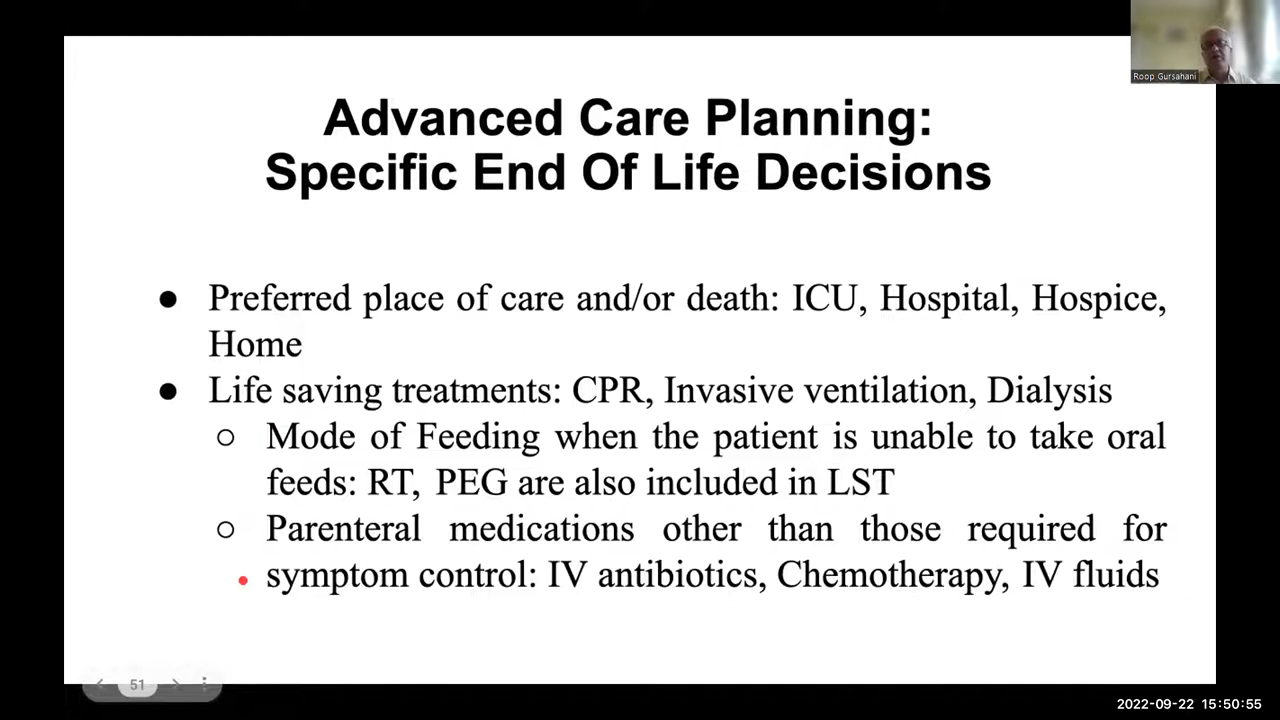 Roop Gursahani
Advanced Care Planning:
Specific End Of Life Decisions
● Preferred place of care and/or death: ICU, Hospital, Hospice,
Home
● Life saving treatments: CPR, Invasive ventilation, Dialysis
○ Mode of Feeding when the patient is unable to take oral
feeds: RT, PEG are also included in LST
○ Parenteral medications other than those required for
symptom control: IV antibiotics, Chemotherapy, IV fluids
51
2022-09-22 15:50:55